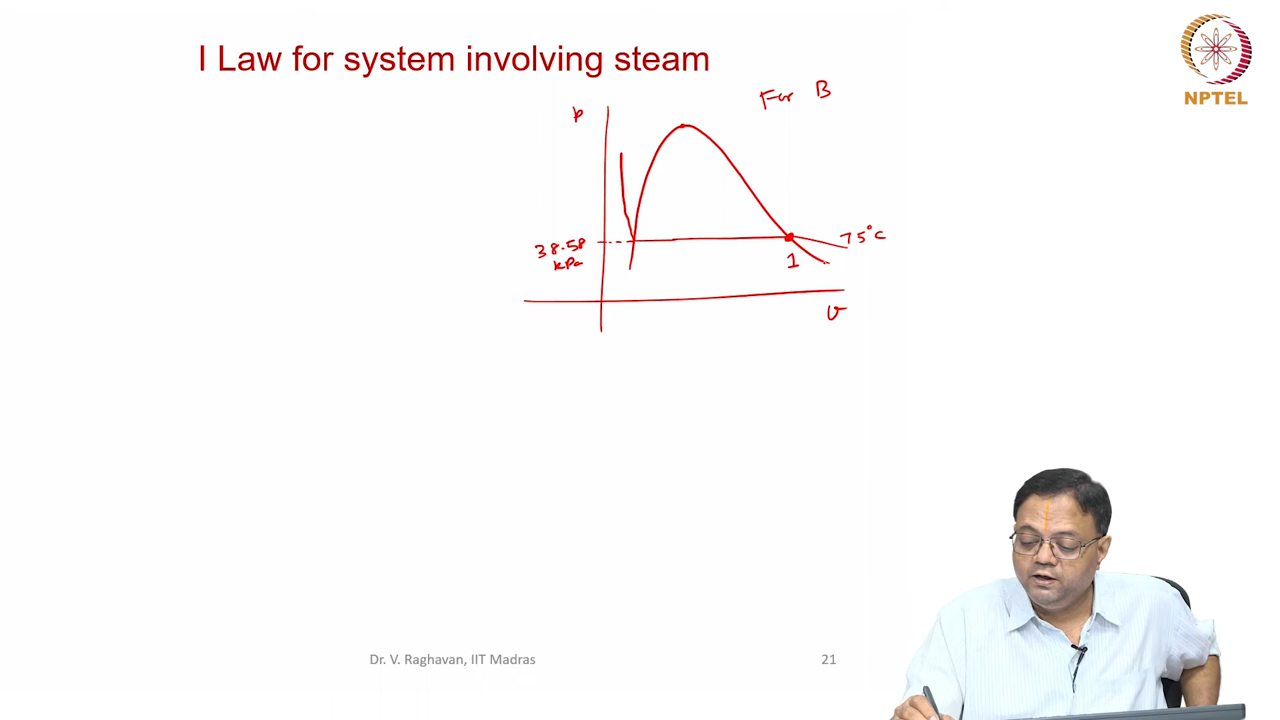 I Law for system involving steam
NPTEL
For B
p
38.58
kPa
75°C
1
v
Dr. V. Raghavan, IIT Madras
21